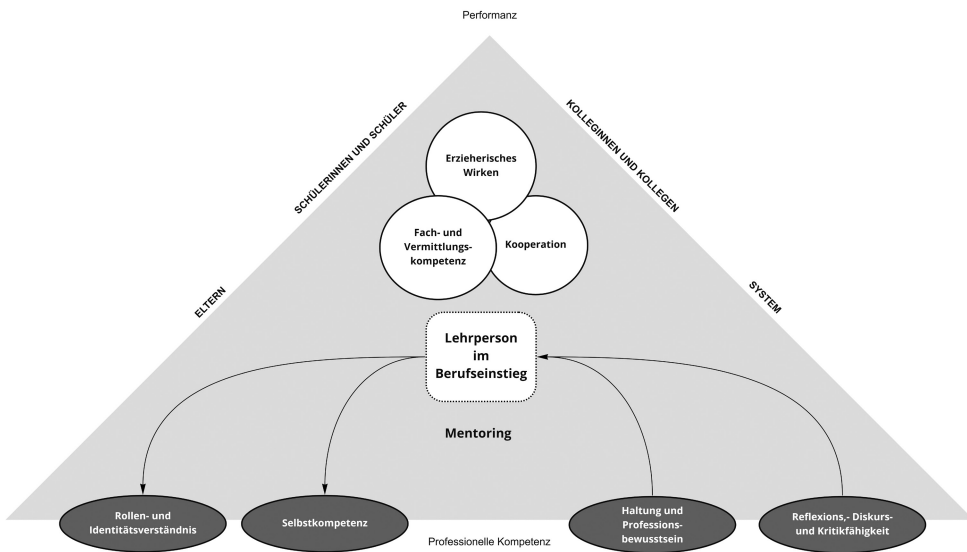 Performanz
SCHÜLERINNEN UND SCHÜLER
KOLLEGINNEN UND KOLLEGEN
Erzieherisches
Wirken
Fach- und
Vermittlungs-
kompetenz
Kooperation
ELTERN
SYSTEM
Lehrperson
im
Berufseinstieg
Mentoring
Rollen- und
Identitätsverständnis
Selbstkompetenz
Haltung und
Professions-
bewusstsein
Reflexions,- Diskurs-
und Kritikfähigkeit
Professionelle Kompetenz